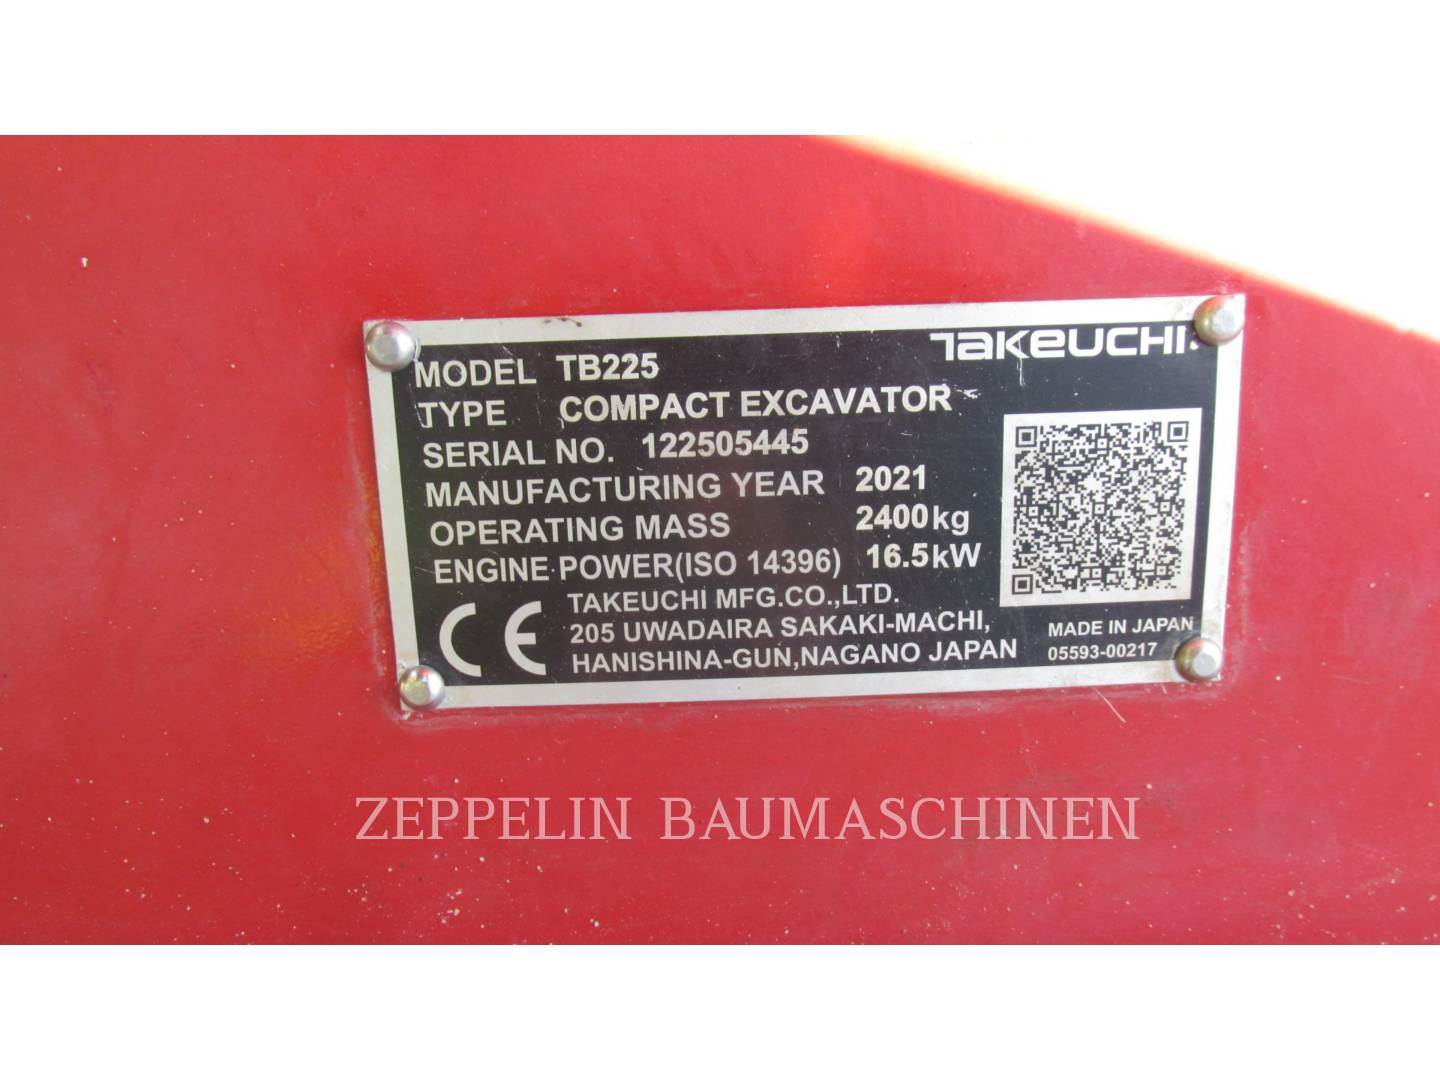 TAKEUCHI
MODEL TB225
TYPE COMPACT EXCAVATOR
SERIAL NO. 122505445
MANUFACTURING YEAR 2021
OPERATING MASS 2400kg
ENGINE POWER(ISO 14396) 16.5kW
TAKEUCHI MFG.CO.,LTD.
205 UWADAIRA SAKAKI-MACHI,
HANISHINA-GUN,NAGANO JAPAN
CE
MADE IN JAPAN
05593-00217
ZEPPELIN BAUMASCHINEN